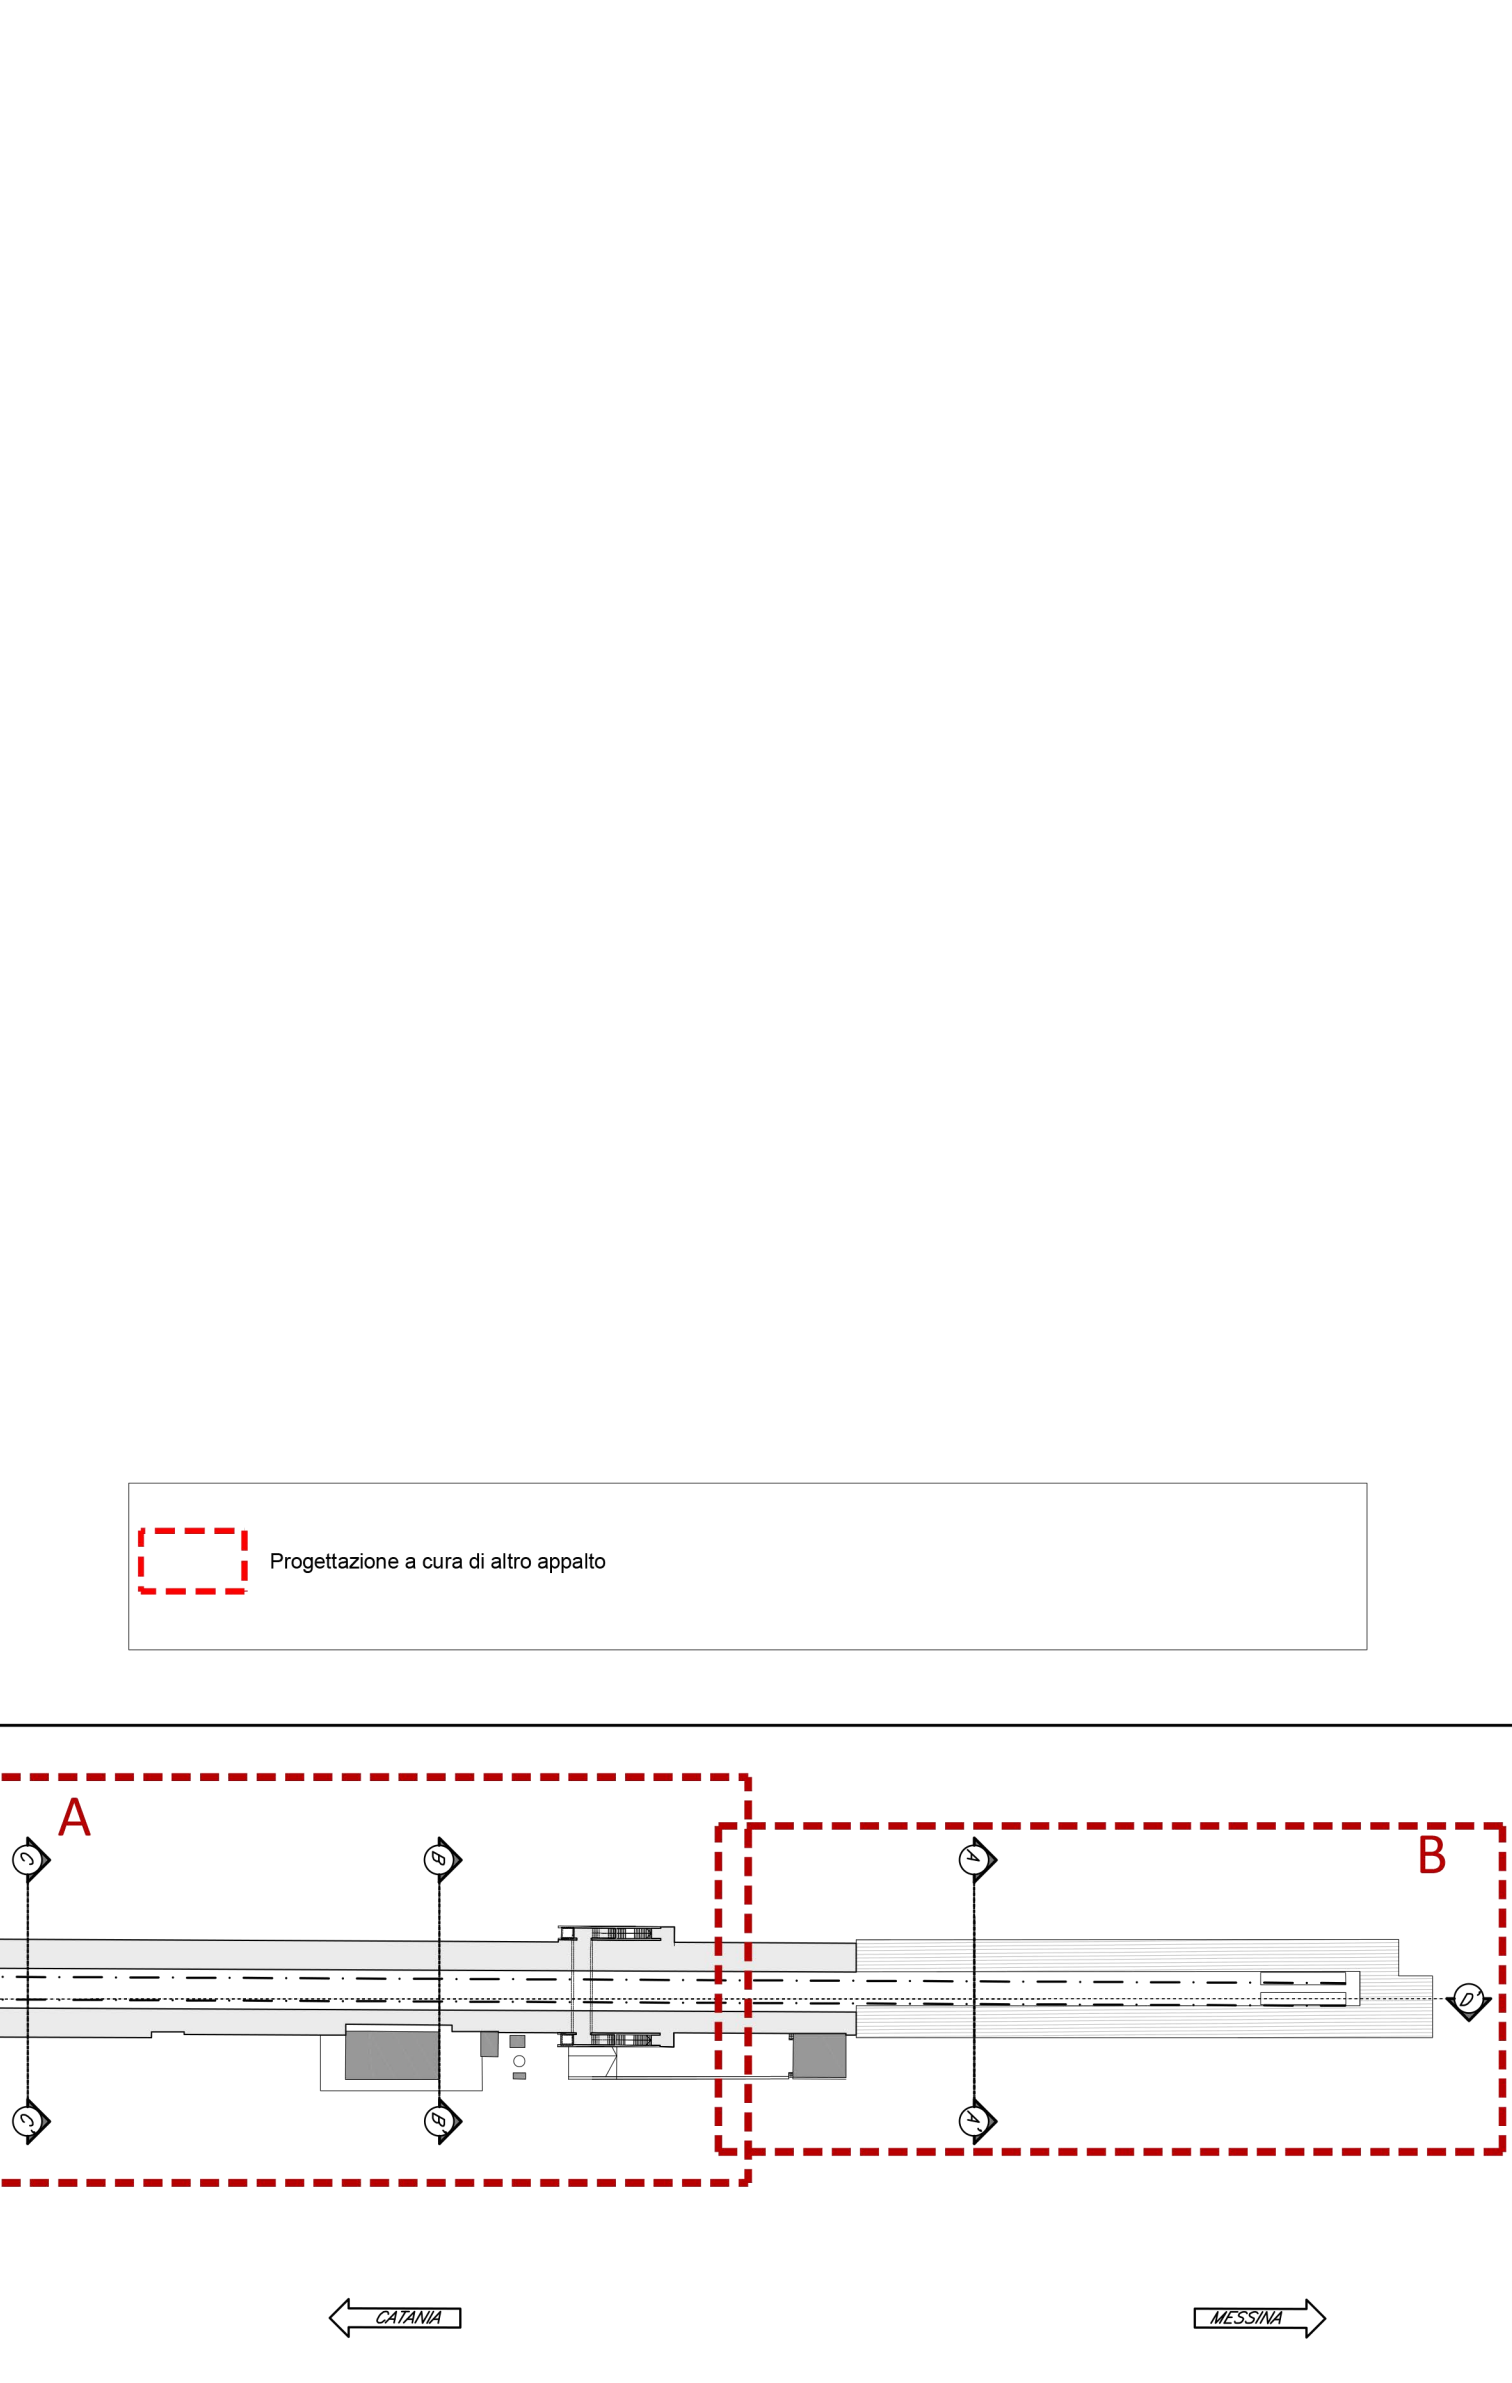 Progettazione a cura di altro appalto
A
B
C
B
A
D'
C'
B'
A'
CATANIA
MESSINA